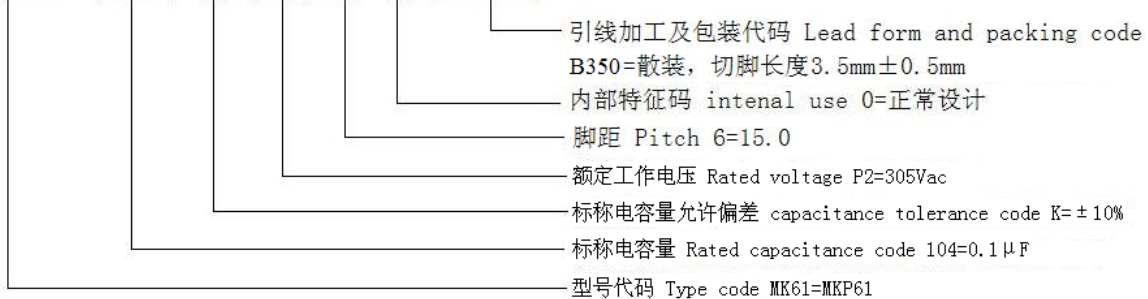 引线加工及包装代码 Lead form and packing code
B350=散装，切脚长度3.5mm±0.5mm
内部特征码 intenal use 0=正常设计
脚距 Pitch 6=15.0
额定工作电压 Rated voltage P2=305Vac
标称电容量允许偏差 capacitance tolerance code K=±10%
标称电容量 Rated capacitance code 104=0.1μF
型号代码 Type code MK61=MKP61